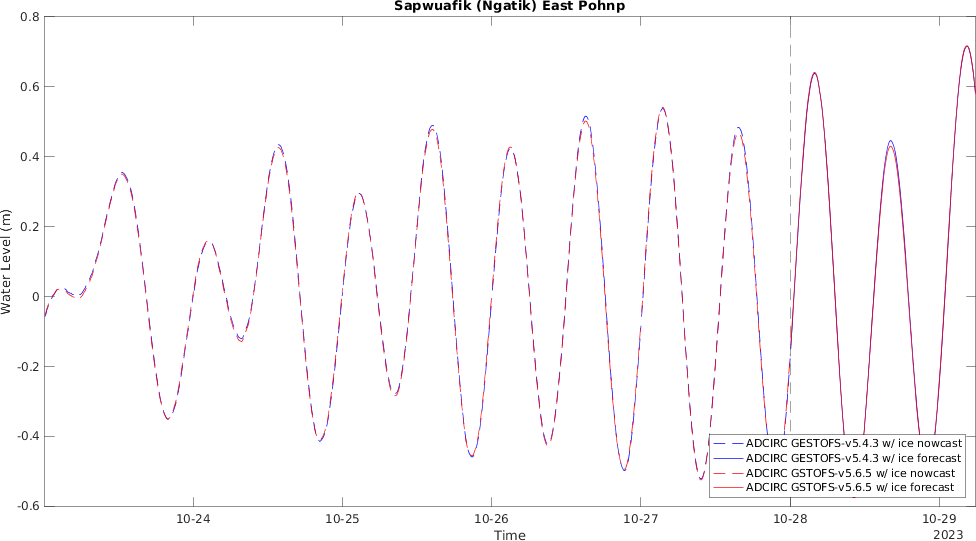 Sapwuafik (Ngatik) East Pohnp
0.8
0.6
0.4
0.2
0
-0.2
-0.4
-0.6
Water Level (m)
10-24
10-25
10-26
10-27
10-28
10-29
Time
2023
ADCIRC GESTOFS-v5.4.3 w/ ice nowcast
ADCIRC GESTOFS-v5.4.3 w/ ice forecast
ADCIRC GSTOFS-v5.6.5 w/ ice nowcast
ADCIRC GSTOFS-v5.6.5 w/ ice forecast